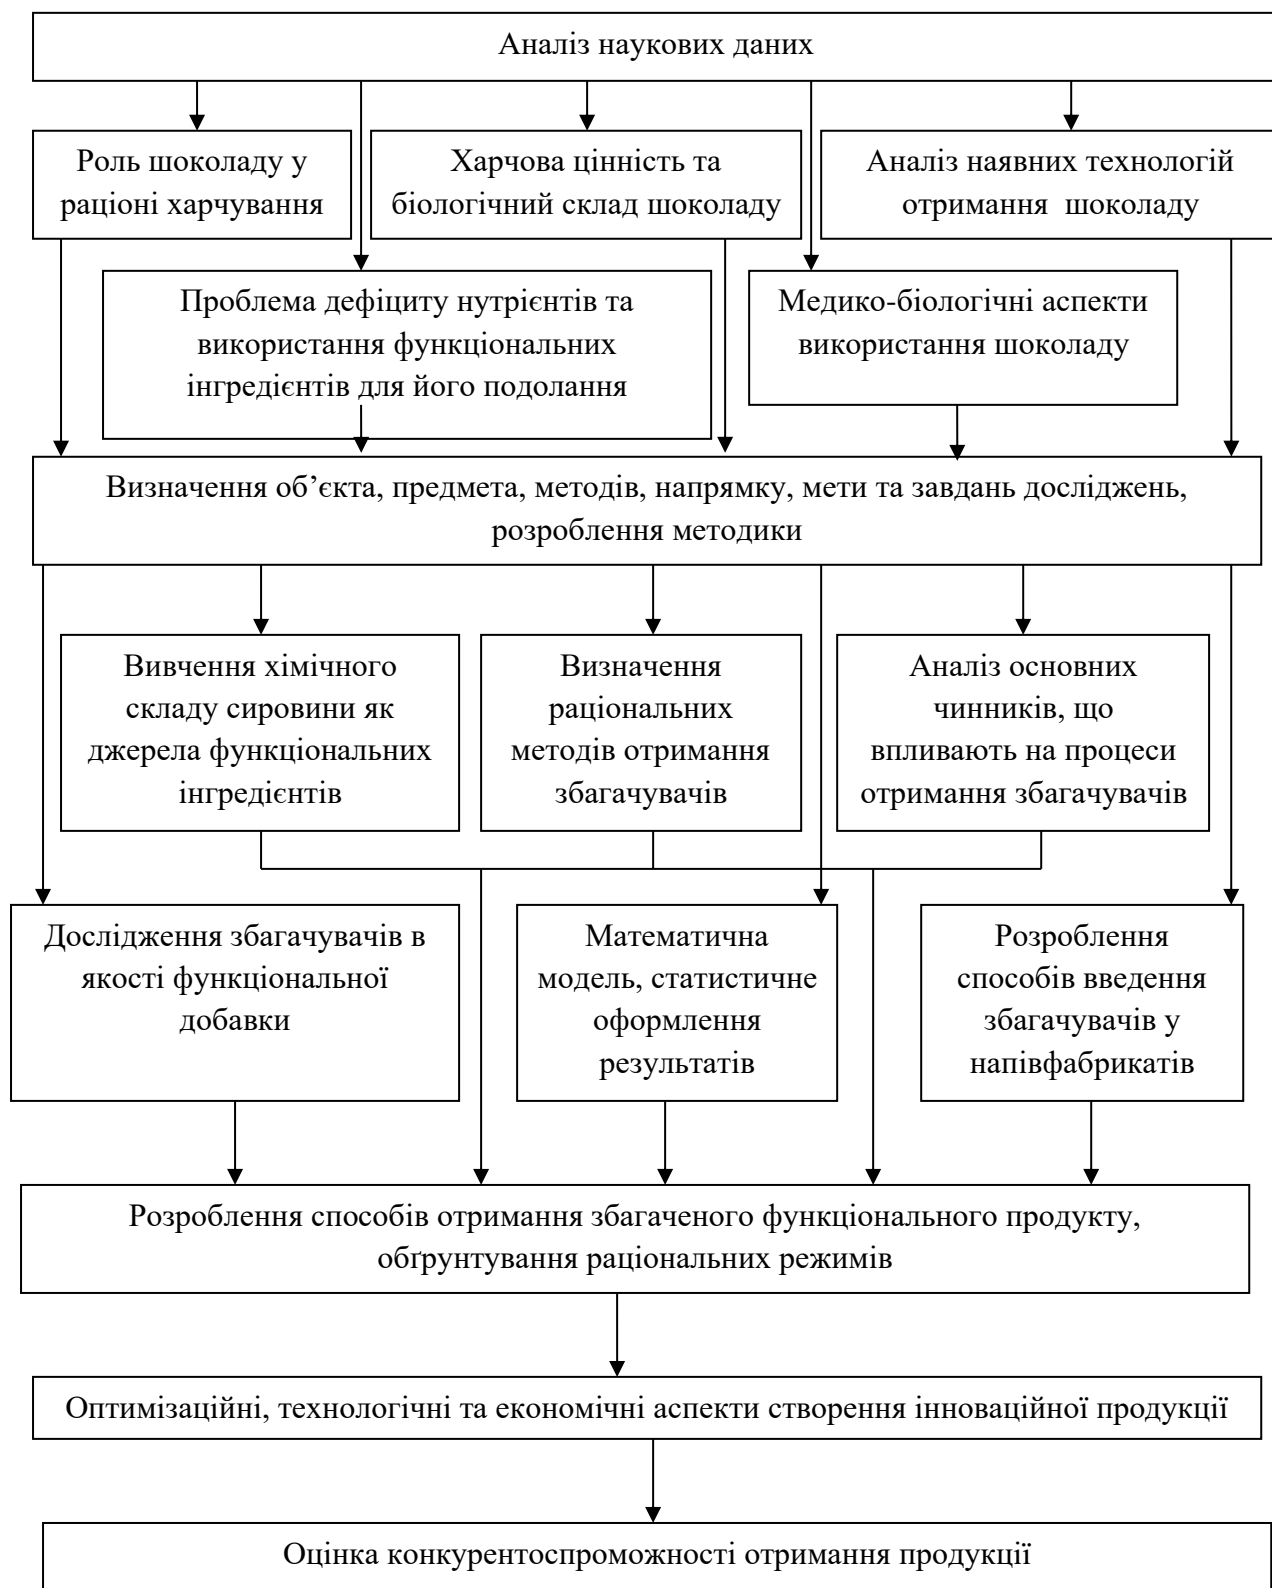 Аналіз наукових даних
Роль шоколаду у
раціоні харчування
Харчова цінність та
біологічний склад шоколаду
Аналіз наявних технологій
отримання шоколаду
Проблема дефіциту нутрієнтів та
використання функціональних
інгредієнтів для його подолання
Медико-біологічні аспекти
використання шоколаду
Визначення об’єкта, предмета, методів, напрямку, мети та завдань досліджень,
розроблення методики
Вивчення хімічного
складу сировини як
джерела функціональних
інгредієнтів
Визначення
раціональних
методів отримання
збагачувачів
Аналіз основних
чинників, що
впливають на процеси
отримання збагачувачів
Дослідження збагачувачів в
якості функціональної
добавки
Математична
модель, статистичне
оформлення
результатів
Розроблення
способів введення
збагачувачів у
напівфабрикатів
Розроблення способів отримання збагаченого функціонального продукту,
обґрунтування раціональних режимів
Оптимізаційні, технологічні та економічні аспекти створення інноваційної продукції
Оцінка конкурентоспроможності отримання продукції